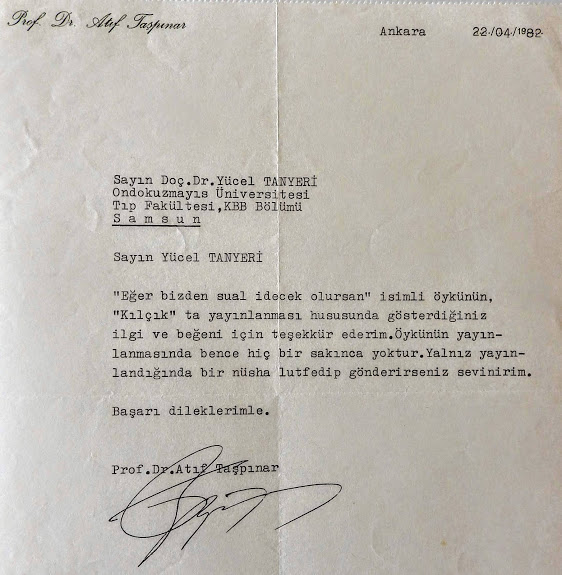 Prof. Dr. Atıf Taşpınar
Ankara 22./04/1982.
Sayın Doç.Dr.Yücel TANYERİ
Ondokuzmayıs Üniversitesi
Tıp Fakültesi,KBB Bölümü
S a m s u n
Sayın Yücel TANYERİ
"Eğer bizden sual idecek olursan" isimli öykünün,
"Kılçık" ta yayınlanması hususunda gösterdiğiniz
ilgi ve beğeni için teşekkür ederim.Öykünün yayın-
lanmasında bence hiç bir sakınca yoktur.Yalnız yayın-
landığında bir nüsha lutfedip gönderirseniz sevinirim.
Başarı dileklerimle.
Prof.Dr.Atıf Taşpınar